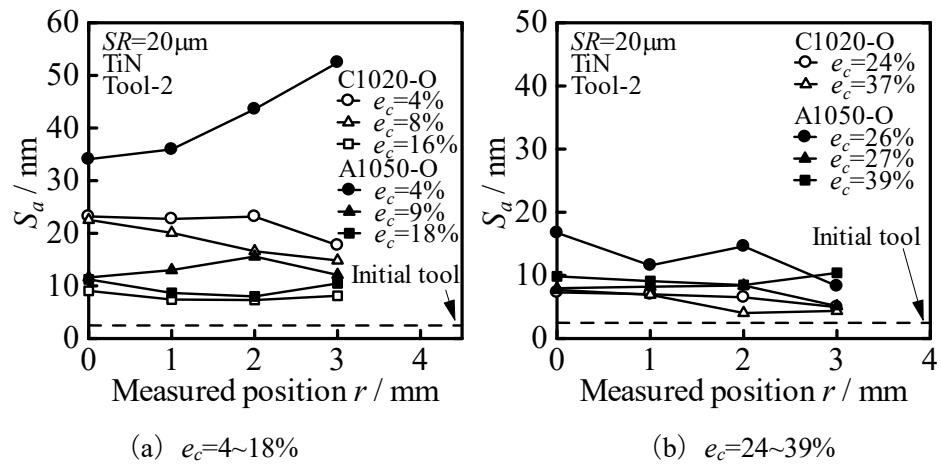 60
50
40
30
20
10
0
S_a / nm
SR=20μm
TiN
Tool-2
C1020-O
e_c=4%
e_c=8%
e_c=16%
A1050-O
e_c=4%
e_c=9%
e_c=18%
Initial tool
0 1 2 3 4
Measured position r / mm
(a) e_c=4~18%
50
40
30
20
10
0
S_a / nm
SR=20μm
TiN
Tool-2
C1020-O
e_c=24%
e_c=37%
A1050-O
e_c=26%
e_c=27%
e_c=39%
Initial tool
0 1 2 3 4
Measured position r / mm
(b) e_c=24~39%